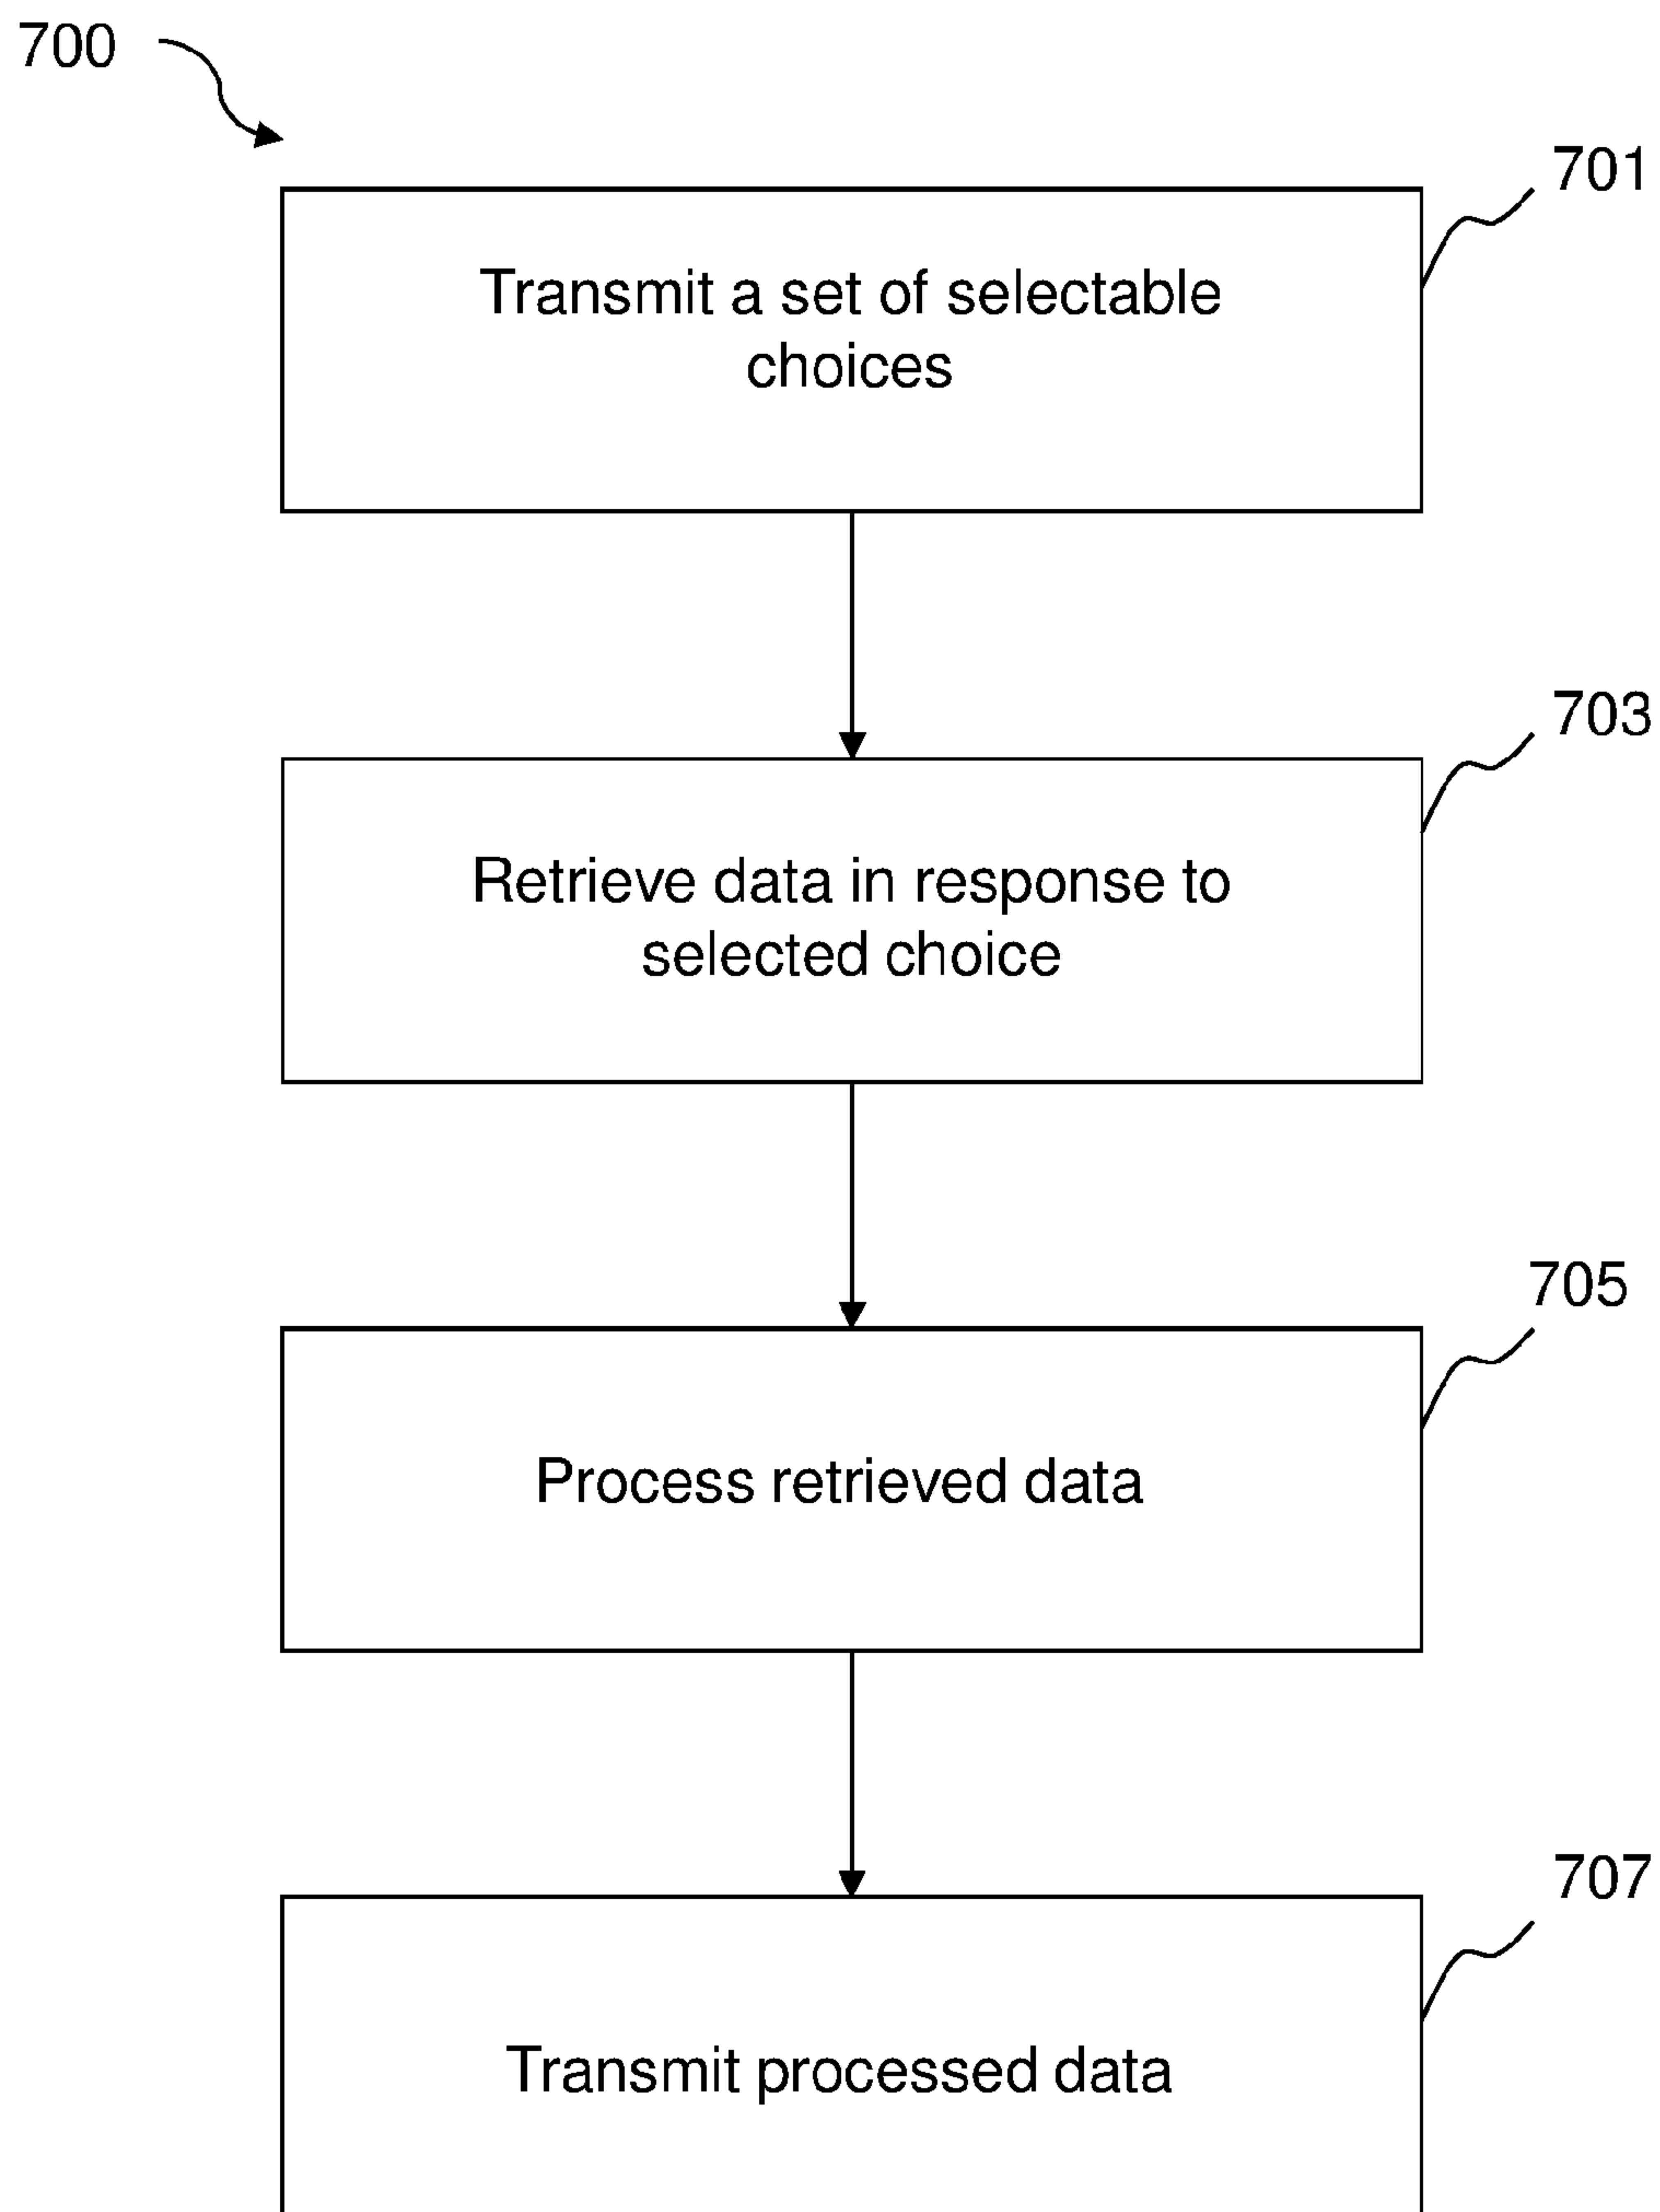 700
701
Transmit a set of selectable
choices
703
Retrieve data in response to
selected choice
705
Process retrieved data
707
Transmit processed data